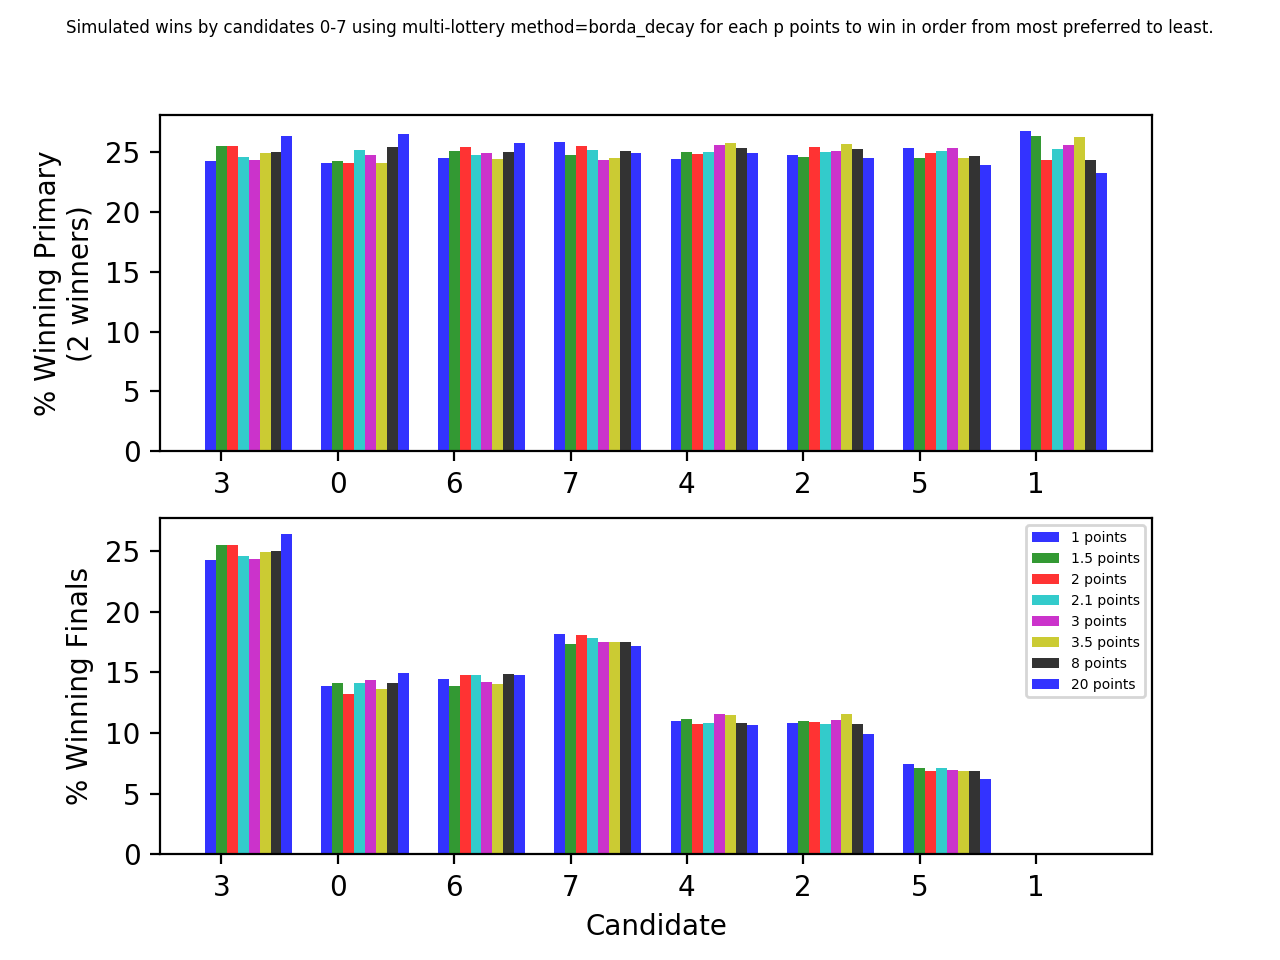 Simulated wins by candidates 0-7 using multi-lottery method=borda_decay for each p points to win in order from most preferred to least.
% Winning Primary
(2 winners)
25
20
15
10
5
0
3 0 6 7 4 2 5 1
% Winning Finals
25
20
15
10
5
0
1 points
1.5 points
2 points
2.1 points
3 points
3.5 points
8 points
20 points
3 0 6 7 4 2 5 1
Candidate